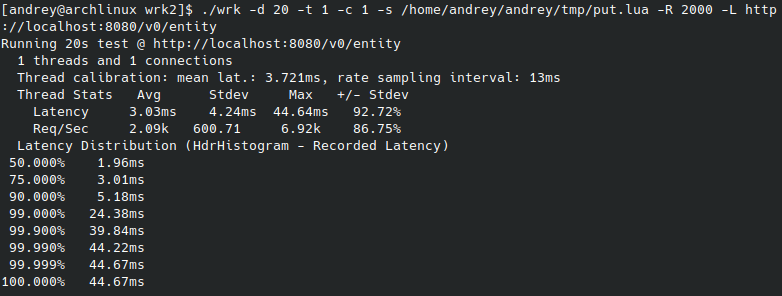 [andrey@archlinux wrk2]$ ./wrk -d 20 -t 1 -c 1 -s /home/andrey/andrey/tmp/put.lua -R 2000 -L http
://localhost:8080/v0/entity
Running 20s test @ http://localhost:8080/v0/entity
  1 threads and 1 connections
  Thread calibration: mean lat.: 3.721ms, rate sampling interval: 13ms
  Thread Stats   Avg      Stdev     Max   +/- Stdev
    Latency     3.03ms    4.24ms  44.64ms   92.72%
    Req/Sec     2.09k   600.71     6.92k    86.75%
  Latency Distribution (HdrHistogram - Recorded Latency)
 50.000%    1.96ms
 75.000%    3.01ms
 90.000%    5.18ms
 99.000%   24.38ms
 99.900%   39.84ms
 99.990%   44.22ms
 99.999%   44.67ms
100.000%   44.67ms